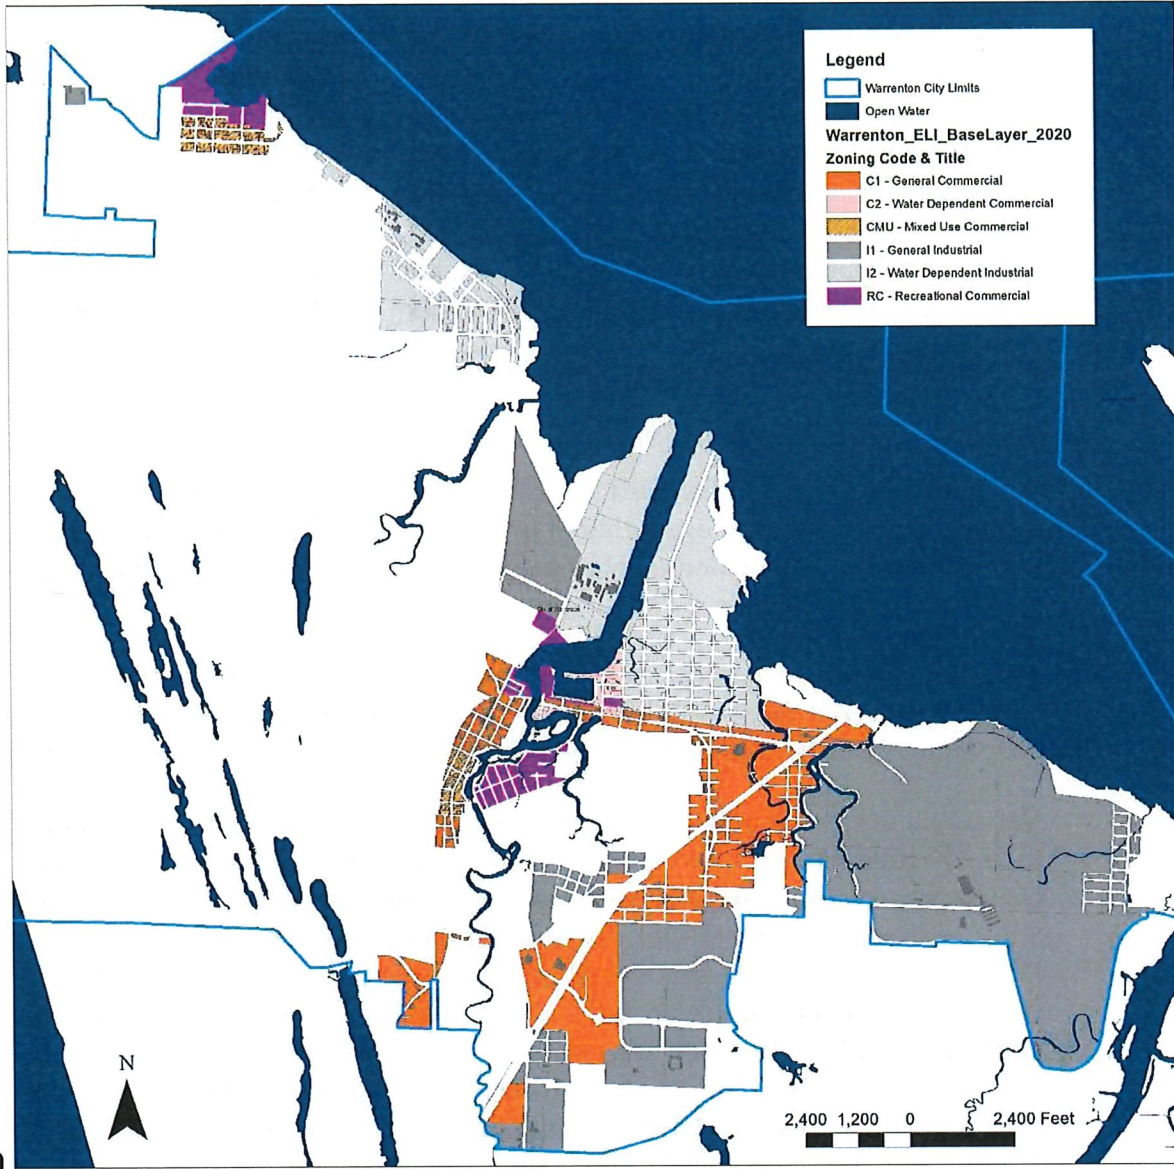 Legend
Warrenton City Limits
Open Water
Warrenton_ELI_BaseLayer_2020
Zoning Code & Title
C1 - General Commercial
C2 - Water Dependent Commercial
CMU - Mixed Use Commercial
I1 - General Industrial
I2 - Water Dependent Industrial
RC - Recreational Commercial
N
2,400 1,200 0 2,400 Feet